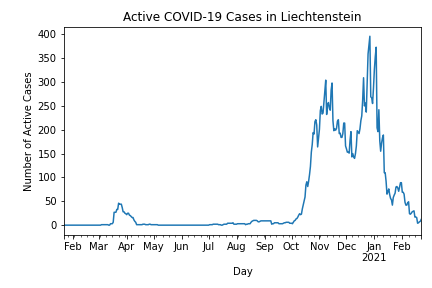 Active COVID-19 Cases in Liechtenstein
Number of Active Cases
400
350
300
250
200
150
100
50
0
Feb Mar Apr May Jun Jul Aug Sep Oct Nov Dec Jan Feb
2021
Day